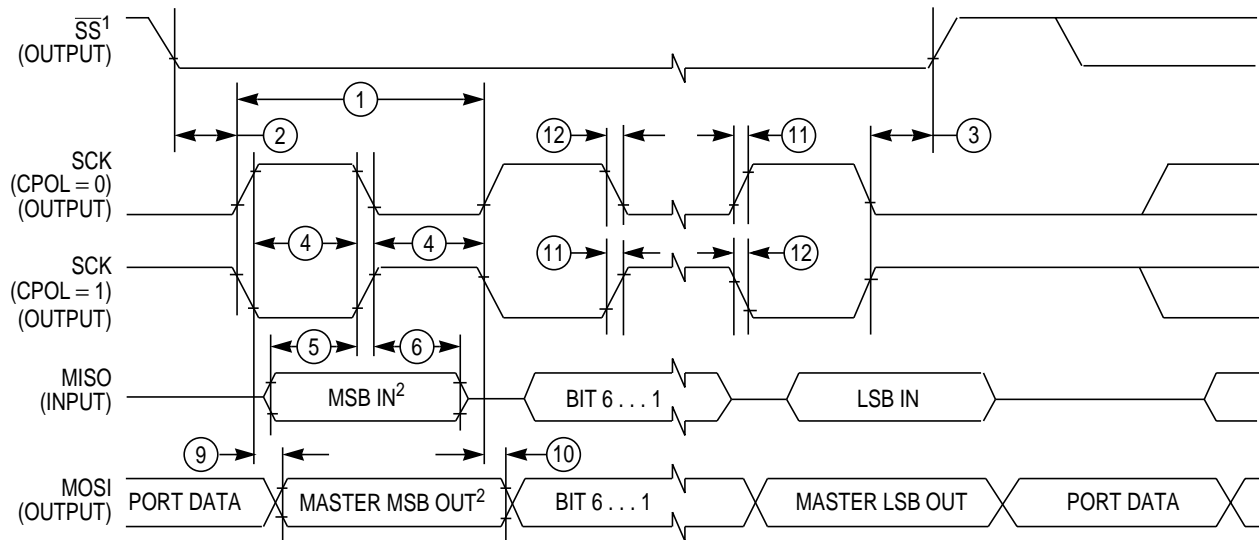 SS¹
(OUTPUT)
1
2
12
11
3
SCK
(CPOL = 0)
(OUTPUT)
4
4
11
12
SCK
(CPOL = 1)
(OUTPUT)
5
6
MISO
(INPUT)
MSB IN²
BIT 6 . . . 1
LSB IN
9
10
MOSI
(OUTPUT)
PORT DATA
MASTER MSB OUT²
BIT 6 . . . 1
MASTER LSB OUT
PORT DATA